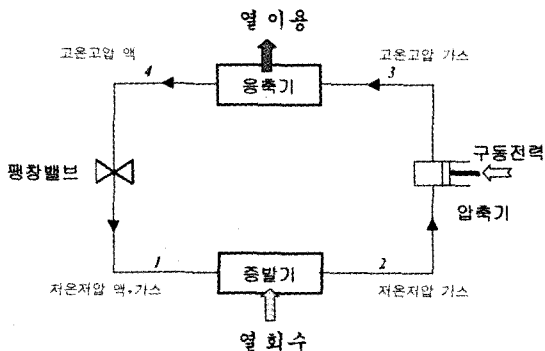 열 이용
고온고압 액
4
응축기
3
고온고압 가스
팽창밸브
구동전력
압축기
1
증발기
2
저온저압 액+가스
저온저압 가스
열 회수